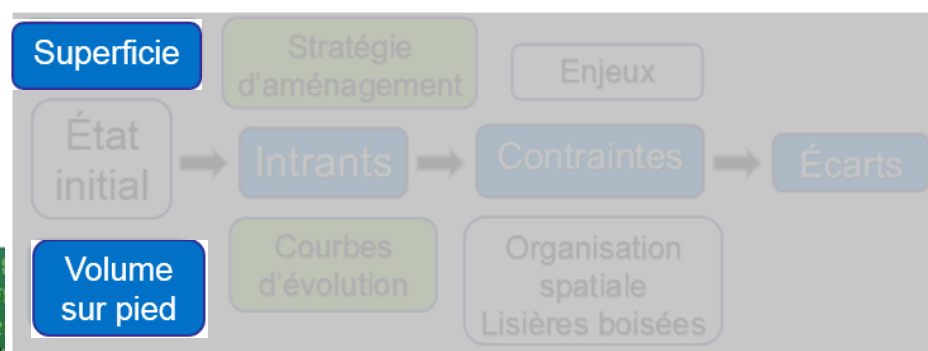 Superficie
Stratégie
d'aménagement
Enjeux
État
initial
Intrants
Contraintes
Écarts
Volume
sur pied
Courbes
d'évolution
Organisation
spatiale
Lisières boisées